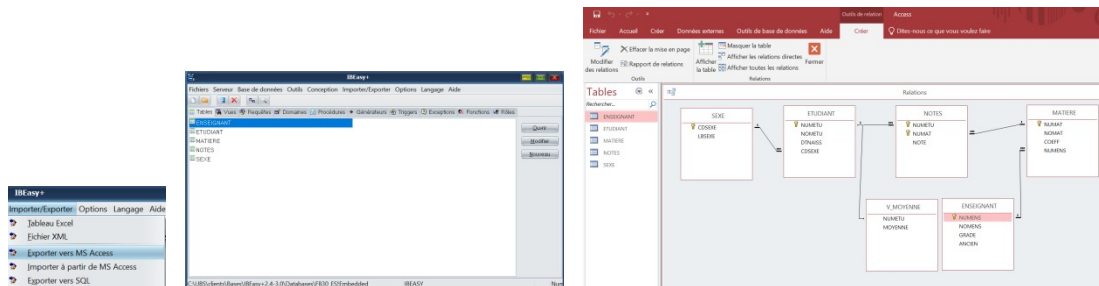 IBEasy+
Importer/Exporter Options Langage Aide
Tableau Excel
Fichier XML
Exporter vers MS Access
Importer à partir de MS Access
Exporter vers SQL
IBEasy+
Fichiers Serveur Base de données Outils Conception Importer/Exporter Options Langage Aide
Tables Vues Requêtes Domaines Procédures Générateurs Triggers Exceptions Fonctions Rôles
ENSEIGNANT
ETUDIANT
MATIERE
NOTES
SEXE
Ouvrir
Modifier
Nouveau
IBEASY
Num
Outils de relation Access
Fichier Accueil Créer Données externes Outils de base de données Aide Créer Dites-nous ce que vous voulez faire
Modifier des relations
Effacer la mise en page
Rapport de relations
Outils
Afficher la table
Masquer la table
Afficher les relations directes
Afficher toutes les relations
Fermer
Relations
Tables
Rechercher...
ENSEIGNANT
ETUDIANT
MATIERE
NOTES
SEXE
Relations
SEXE
CDSEXE
LBSEXE
ETUDIANT
NUMETU
NOMETU
DTNAISS
CDSEXE
NOTES
NUMETU
NUMAT
NOTE
MATIERE
NUMAT
NOMAT
COEFF
NUMENS
V_MOYENNE
NUMETU
MOYENNE
ENSEIGNANT
NUMENS
NOMENS
GRADE
ANCIEN